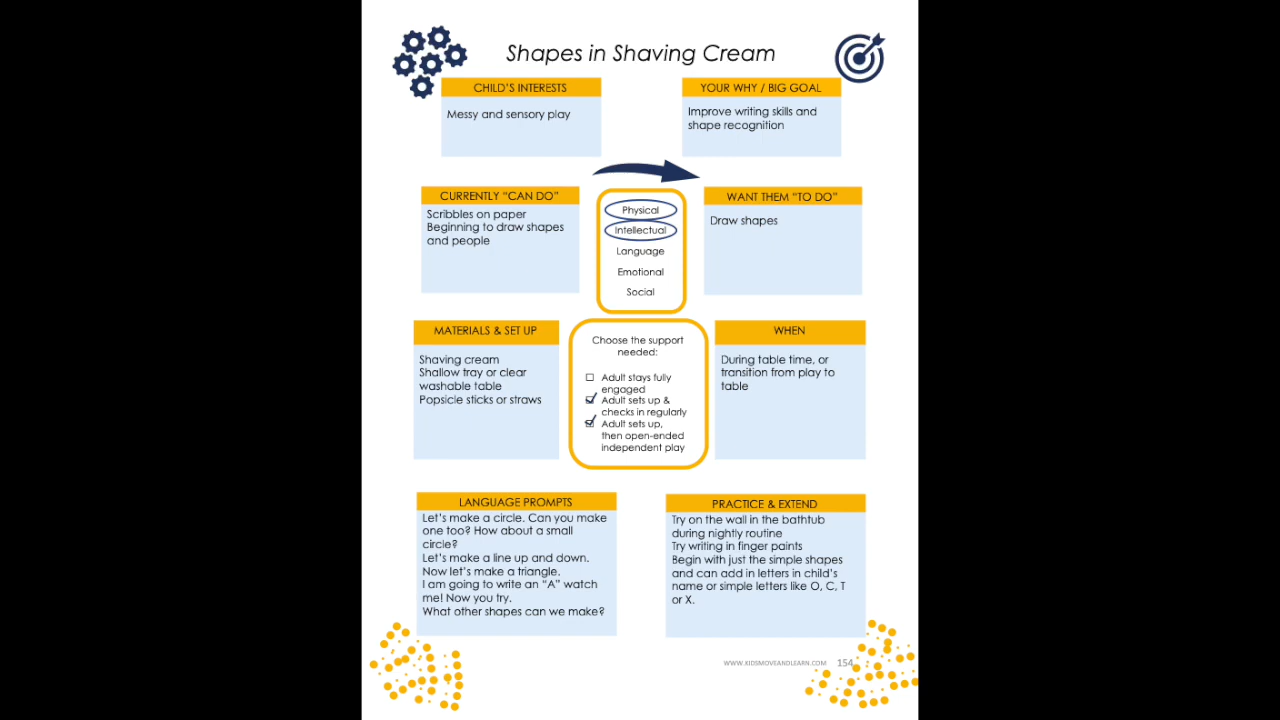 Shapes in Shaving Cream
CHILD'S INTERESTS
Messy and sensory play
YOUR WHY / BIG GOAL
Improve writing skills and
shape recognition
CURRENTLY "CAN DO"
Scribbles on paper
Beginning to draw shapes
and people
Physical
Intellectual
Language
Emotional
Social
WANT THEM "TO DO"
Draw shapes
MATERIALS & SET UP
Shaving cream
Shallow tray or clear
washable table
Popsicle sticks or straws
Choose the support
needed:
Adult stays fully
engaged
Adult sets up &
checks in regularly
Adult sets up,
then open-ended
independent play
WHEN
During table time, or
transition from play to
table
LANGUAGE PROMPTS
Let's make a circle. Can you make
one too? How about a small
circle?
Let's make a line up and down.
Now let's make a triangle.
I am going to write an "A" watch
me! Now you try.
What other shapes can we make?
PRACTICE & EXTEND
Try on the wall in the bathtub
during nightly routine
Try writing in finger paints
Begin with just the simple shapes
and can add in letters in child's
name or simple letters like O, C, T
or X.
WWW.KIDSMOVEANDLEARN.COM 154